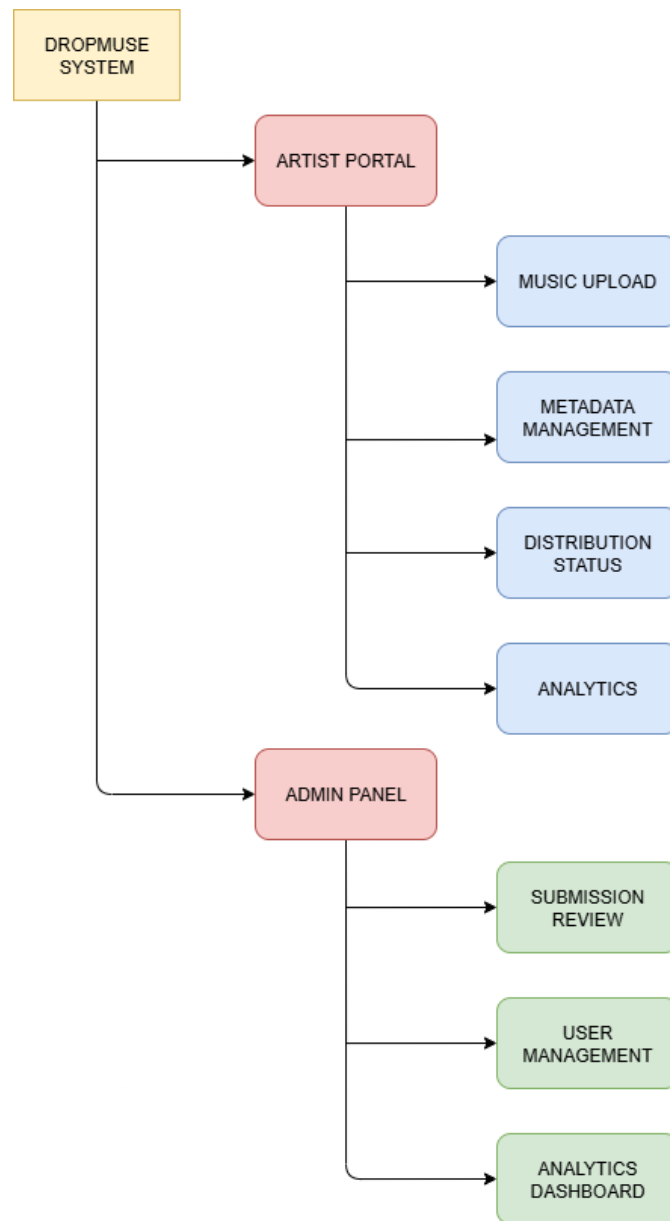 DROPMUSE
SYSTEM
ARTIST PORTAL
MUSIC UPLOAD
METADATA
MANAGEMENT
DISTRIBUTION
STATUS
ANALYTICS
ADMIN PANEL
SUBMISSION
REVIEW
USER
MANAGEMENT
ANALYTICS
DASHBOARD